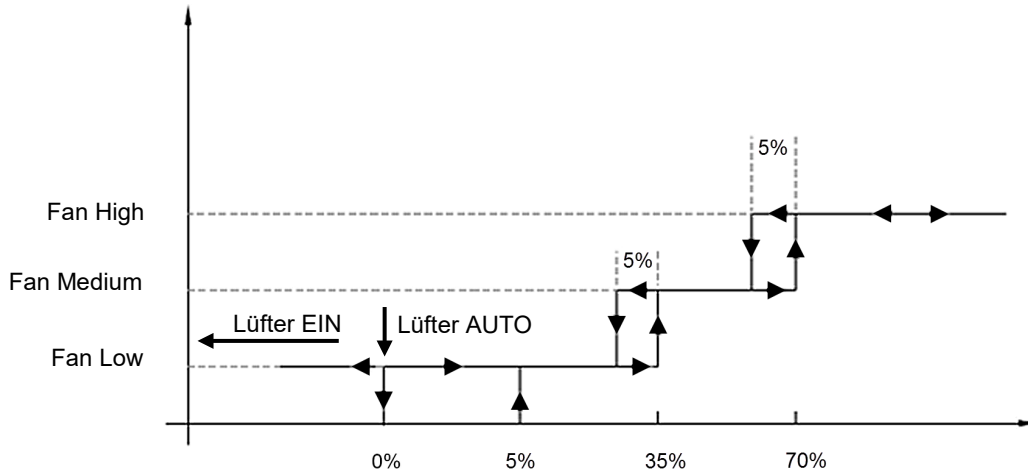 5%
Fan High
5%
Fan Medium
Lüfter EIN
Lüfter AUTO
Fan Low
0%
5%
35%
70%